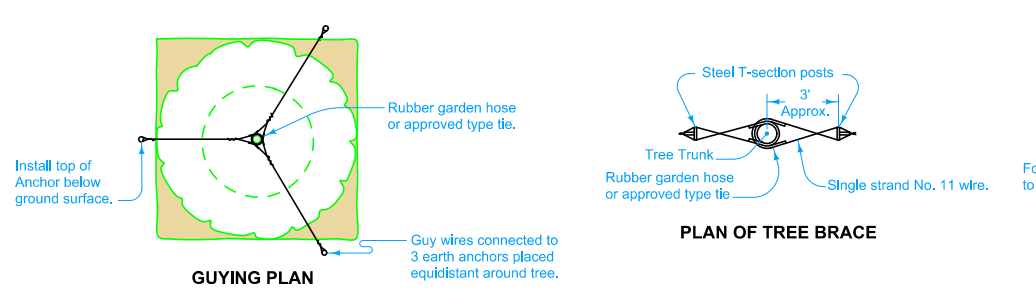 Rubber garden hose
or approved type tie.
Install top of
Anchor below
ground surface.
Guy wires connected to
3 earth anchors placed
equidistant around tree.
GUYING PLAN
Steel T-section posts
3'
Approx.
Tree Trunk
Rubber garden hose
or approved type tie
Single strand No. 11 wire.
PLAN OF TREE BRACE
to